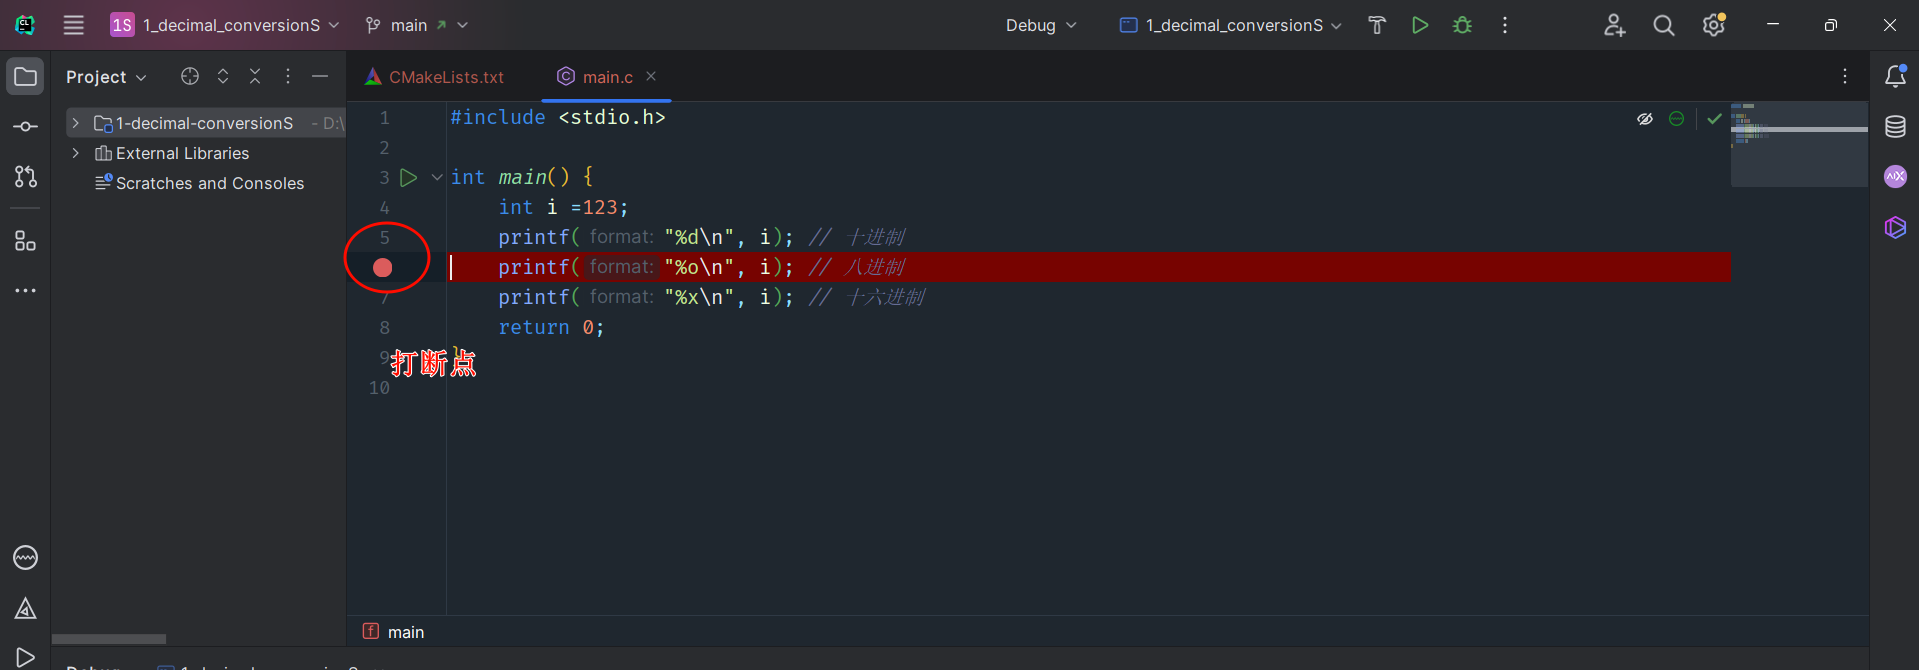 1S 1_decimal_conversionS main Debug 1_decimal_conversionS
Project CMakeLists.txt main.c
1-decimal-conversionS - D:\
External Libraries
Scratches and Consoles
1 #include <stdio.h>
2
3 int main() {
4 int i =123;
5 printf( format: "%d\n", i); // 十进制
printf( format: "%o\n", i); // 八进制
7 printf( format: "%x\n", i); // 十六进制
8 return 0;
9 }
打断点
10
f main